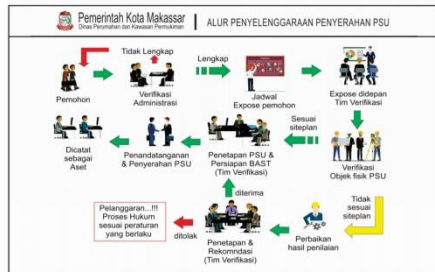 Pemerintah Kota Makassar
Dinas Perumahan dan Kawasan Permukiman
ALUR PENYELENGGARAAN PENYERAHAN PSU
Tidak Lengkap
Lengkap
Pemohon
Verifikasi
Administrasi
Jadwal
Expose pemohon
Expose didepan
Tim Verifikasi
Sesuai
siteplan
Dicatat
sebagai
Aset
Penandatanganan
& Penyerahan PSU
Penetapan PSU &
Persiapan BAST
(Tim Verifikasi)
Verifikasi
Objek fisik PSU
diterima
Tidak
sesuai
siteplan
Pelanggaran...!!!
Proses Hukum
sesuai peraturan
yang berlaku
ditolak
Penetapan &
Rekomndasi
(Tim Verifikasi)
Perbaikan
hasil penilaian